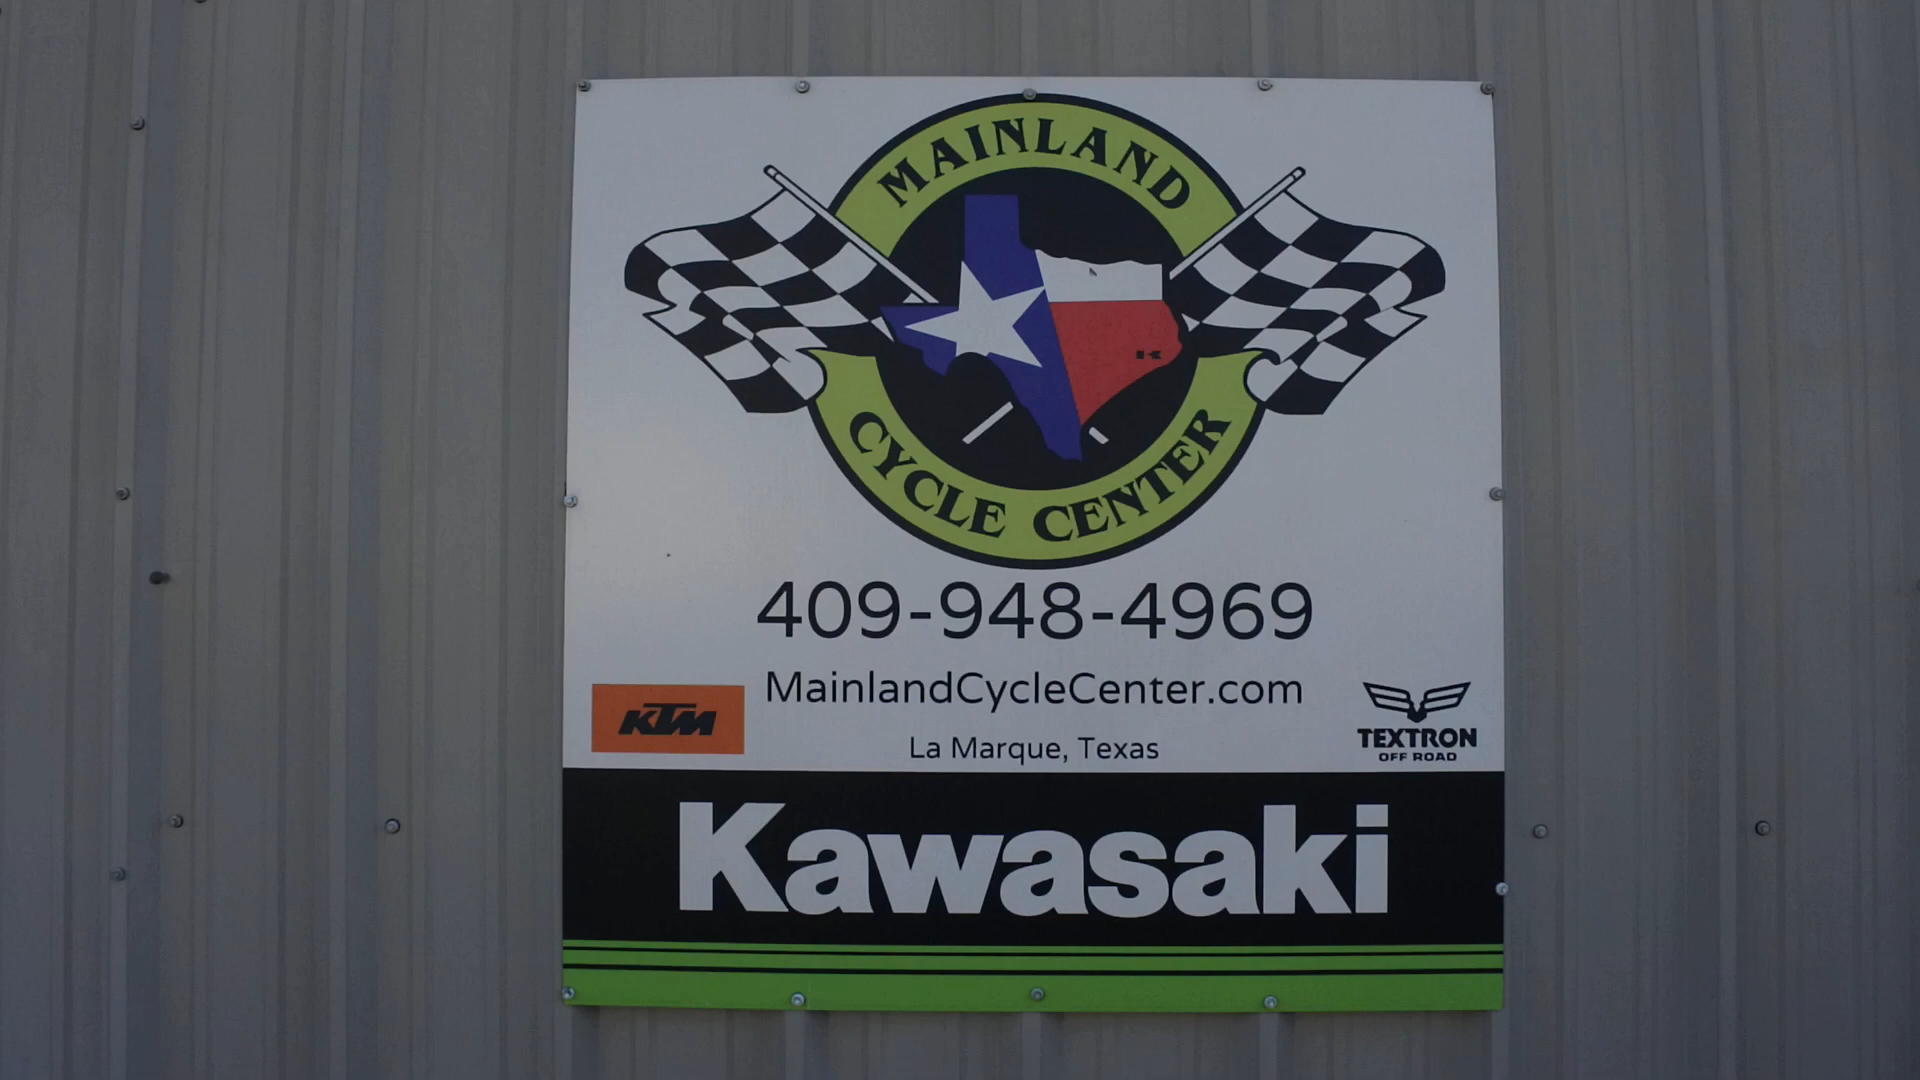 MAINLAND
CYCLE CENTER
409-948-4969
MainlandCycleCenter.com
KTM
La Marque, Texas
TEXTRON
OFF ROAD
Kawasaki